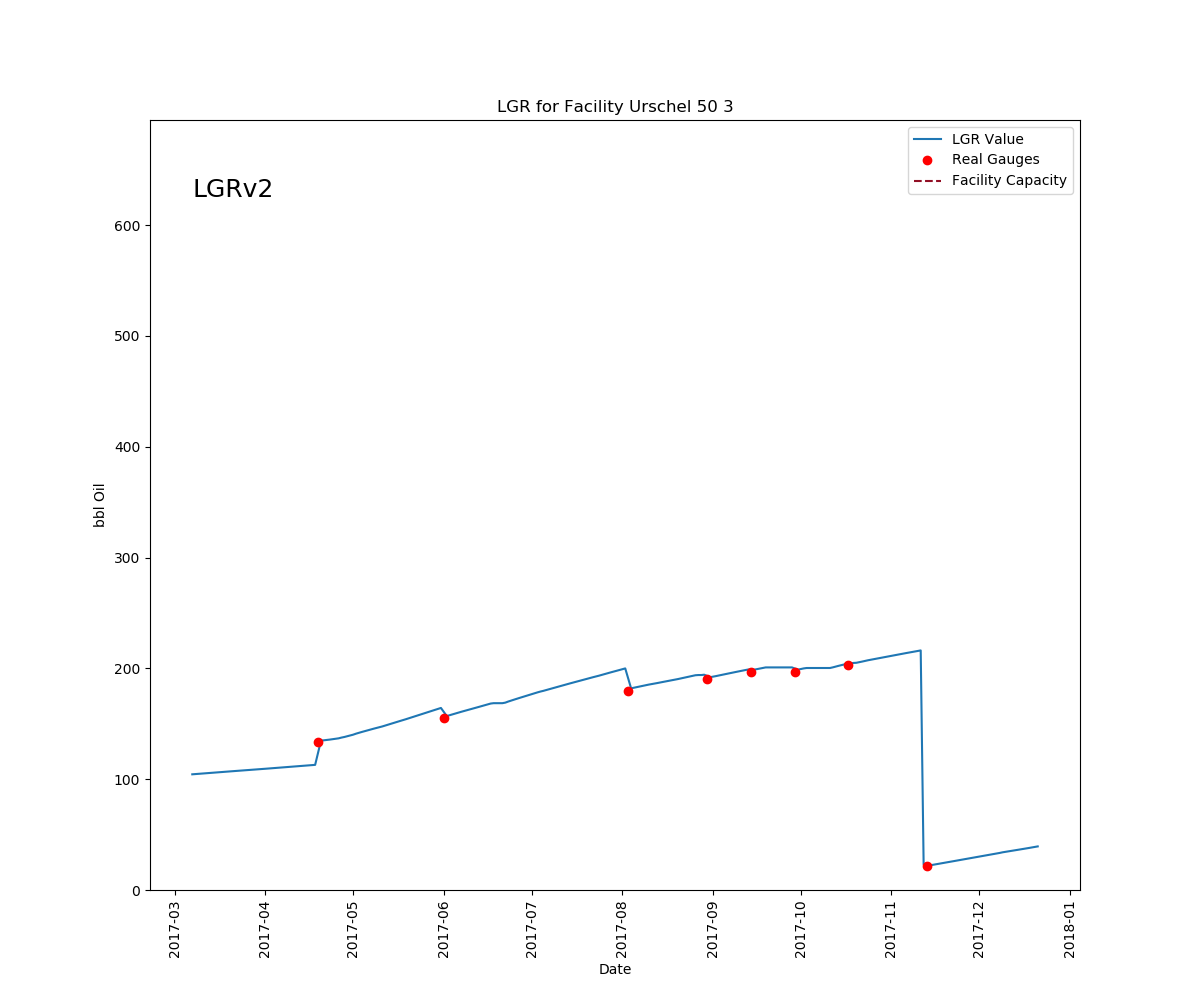 LGR for Facility Urschel 50 3
LGR Value
Real Gauges
Facility Capacity
LGRv2
600
500
400
300
200
100
0
bbl Oil
2017-03
2017-04
2017-05
2017-06
2017-07
2017-08
2017-09
2017-10
2017-11
2017-12
2018-01
Date